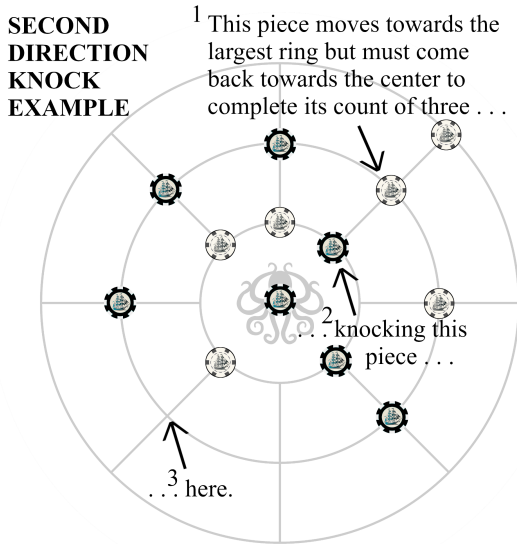 SECOND
DIRECTION
KNOCK
EXAMPLE
1 This piece moves towards the
largest ring but must come
back towards the center to
complete its count of three . . .
2
. . . knocking this
piece . . .
3
. . . here.